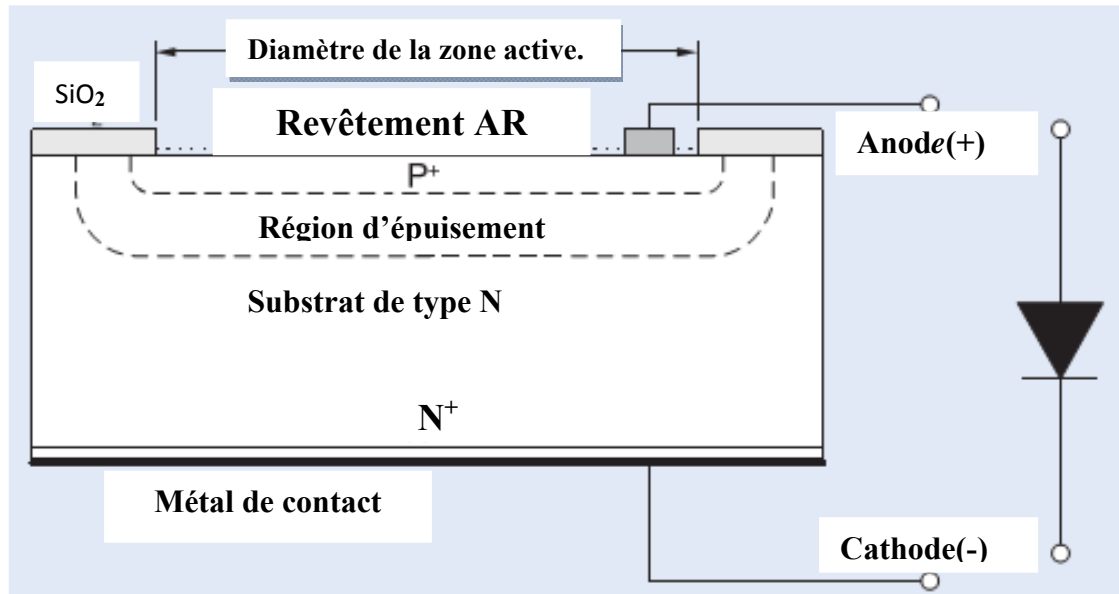 Diamètre de la zone active.
SiO2
Revêtement AR
Anode(+)
P+
Région d'épuisement
Substrat de type N
N+
Métal de contact
Cathode(-)